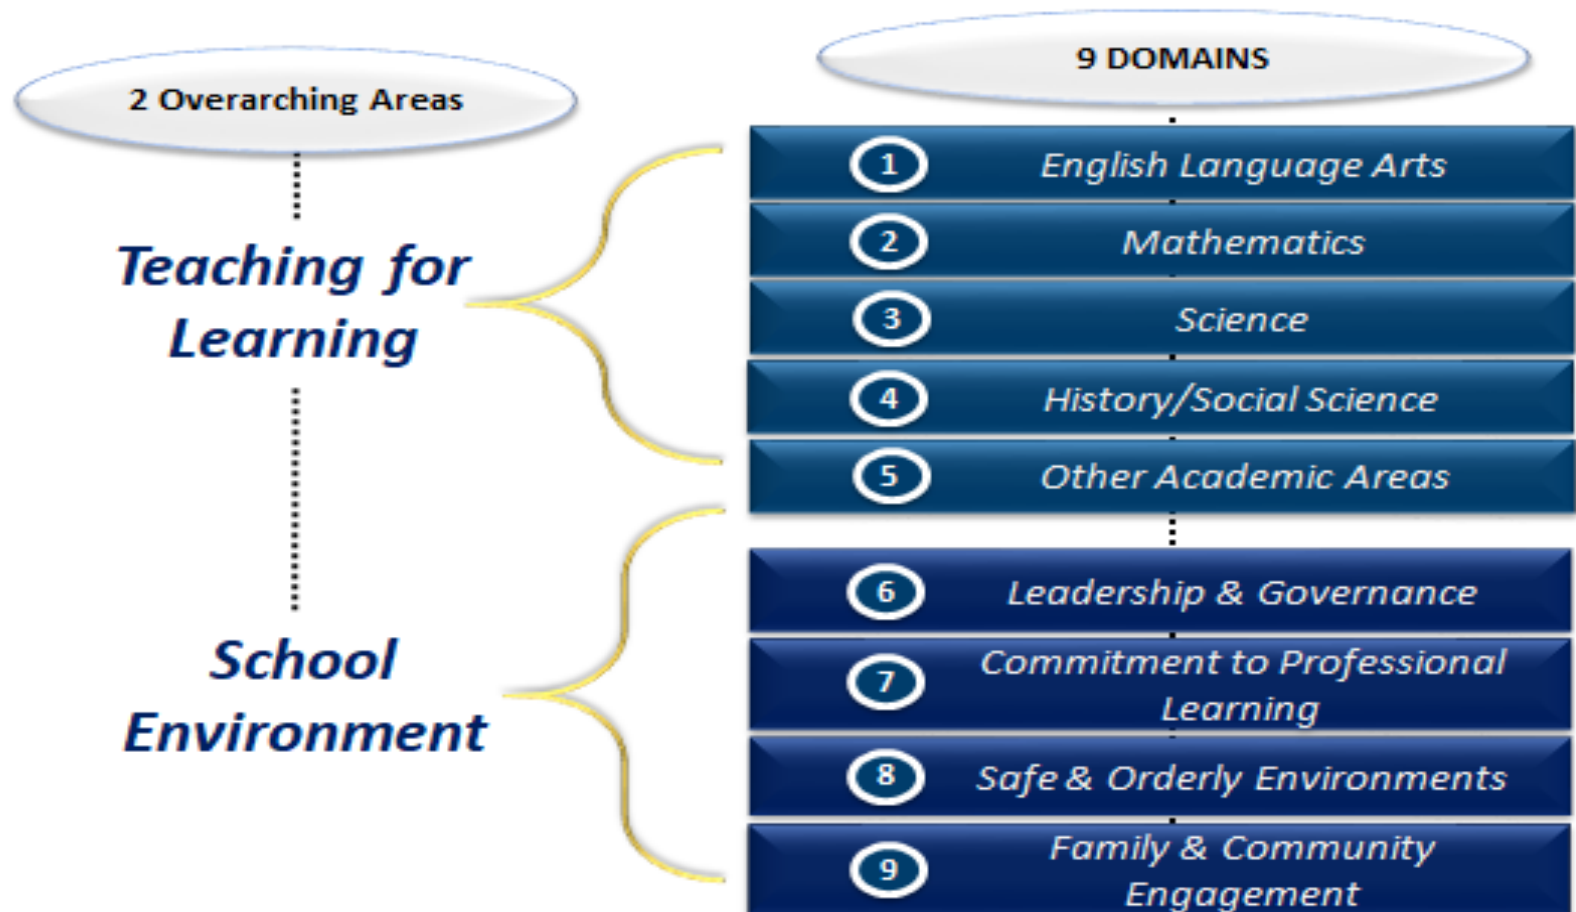 2 Overarching Areas
Teaching for
Learning
School
Environment
9 DOMAINS
1 English Language Arts
2 Mathematics
3 Science
4 History/Social Science
5 Other Academic Areas
6 Leadership & Governance
7 Commitment to Professional
Learning
8 Safe & Orderly Environments
9 Family & Community
Engagement